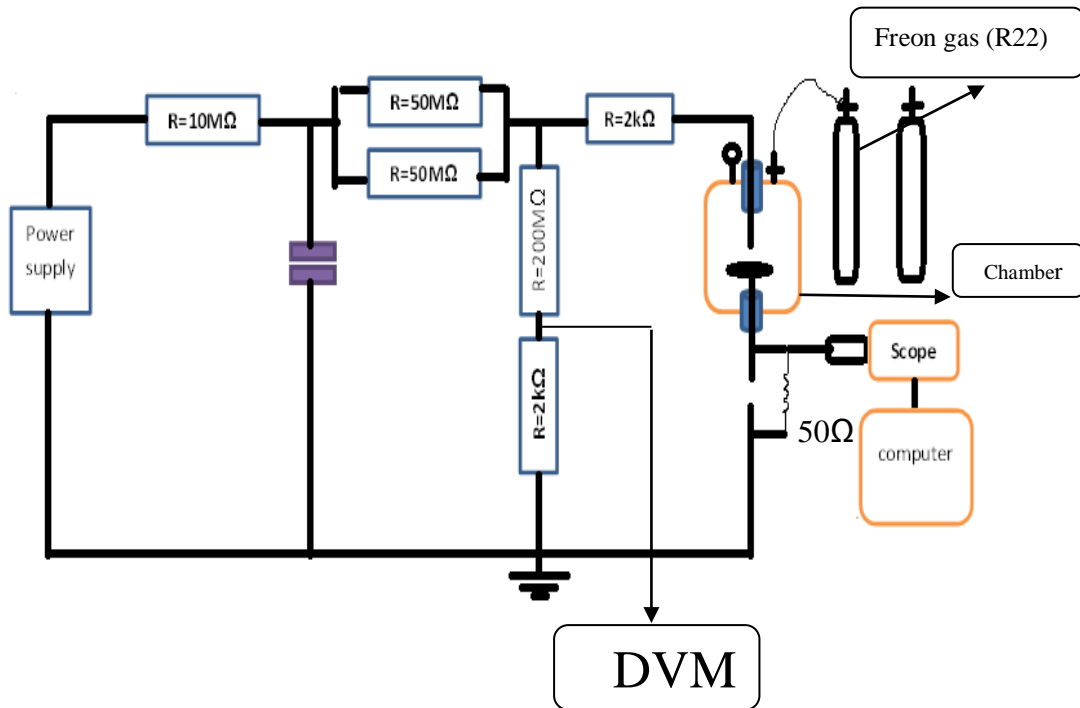 Freon gas (R22)
R=10MΩ
R=50MΩ
R=50MΩ
R=2kΩ
R=200MΩ
R=2kΩ
Power
supply
Chamber
Scope
50Ω
computer
DVM